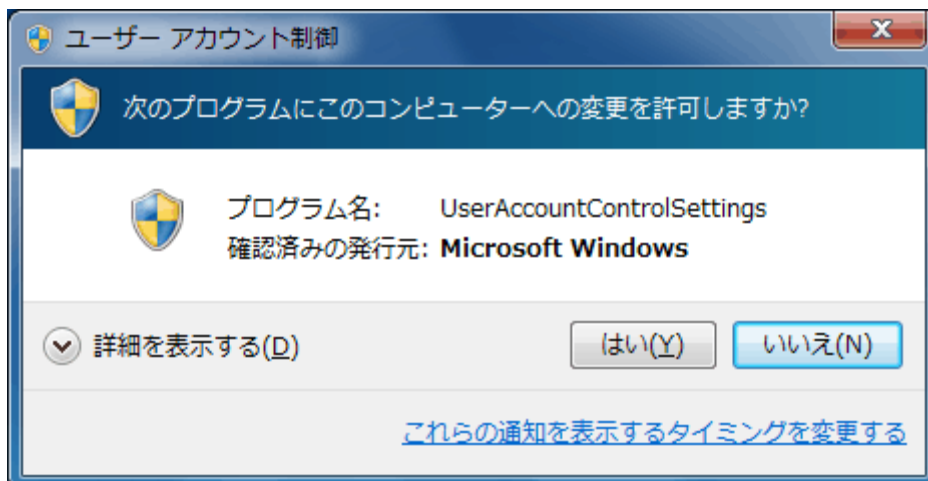 ユーザー アカウント制御
次のプログラムにこのコンピューターへの変更を許可しますか?
プログラム名: UserAccountControlSettings
確認済みの発行元: Microsoft Windows
詳細を表示する(D) はい(Y) いいえ(N)
これらの通知を表示するタイミングを変更する